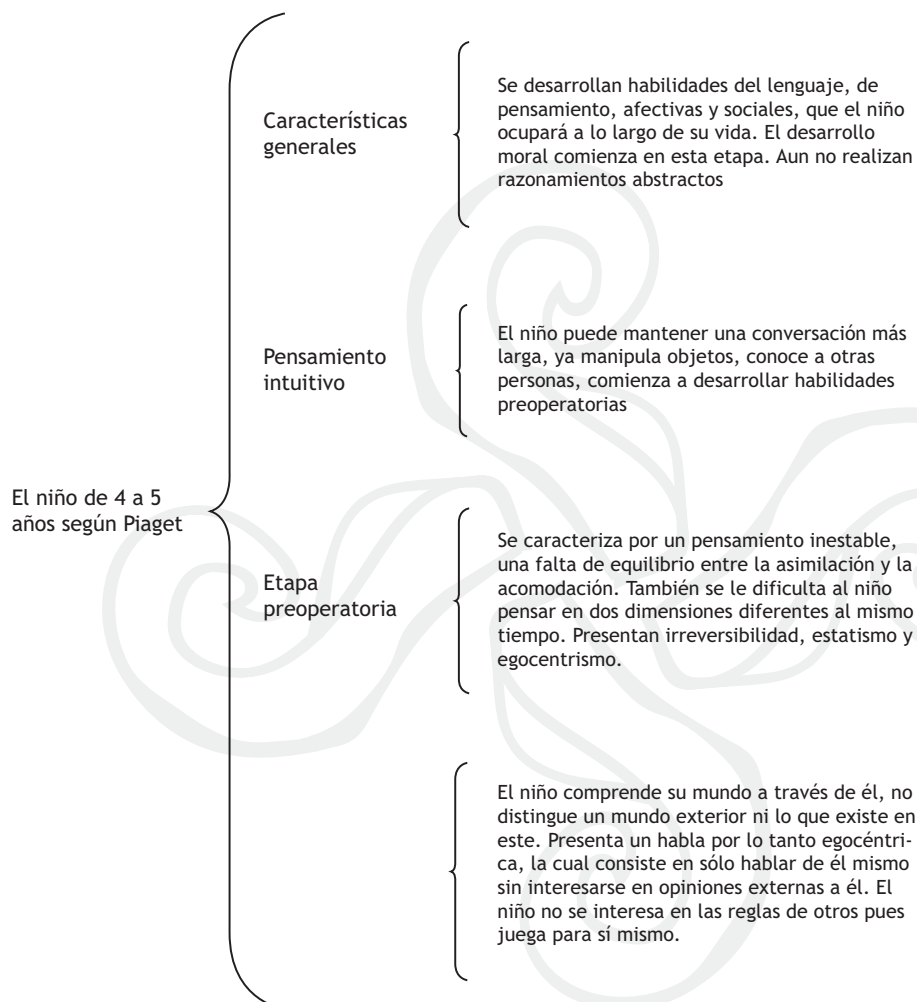 Características
generales
Se desarrollan habilidades del lenguaje, de
pensamiento, afectivas y sociales, que el niño
ocupará a lo largo de su vida. El desarrollo
moral comienza en esta etapa. Aun no realizan
razonamientos abstractos
Pensamiento
intuitivo
El niño puede mantener una conversación más
larga, ya manipula objetos, conoce a otras
personas, comienza a desarrollar habilidades
preoperatorias
El niño de 4 a 5
años según Piaget
Etapa
preoperatoria
Se caracteriza por un pensamiento inestable,
una falta de equilibrio entre la asimilación y la
acomodación. También se le dificulta al niño
pensar en dos dimensiones diferentes al mismo
tiempo. Presentan irreversibilidad, estatismo y
egocentrismo.
El niño comprende su mundo a través de él, no
distingue un mundo exterior ni lo que existe en
este. Presenta un habla por lo tanto egocéntri-
ca, la cual consiste en sólo hablar de él mismo
sin interesarse en opiniones externas a él. El
niño no se interesa en las reglas de otros pues
juega para sí mismo.